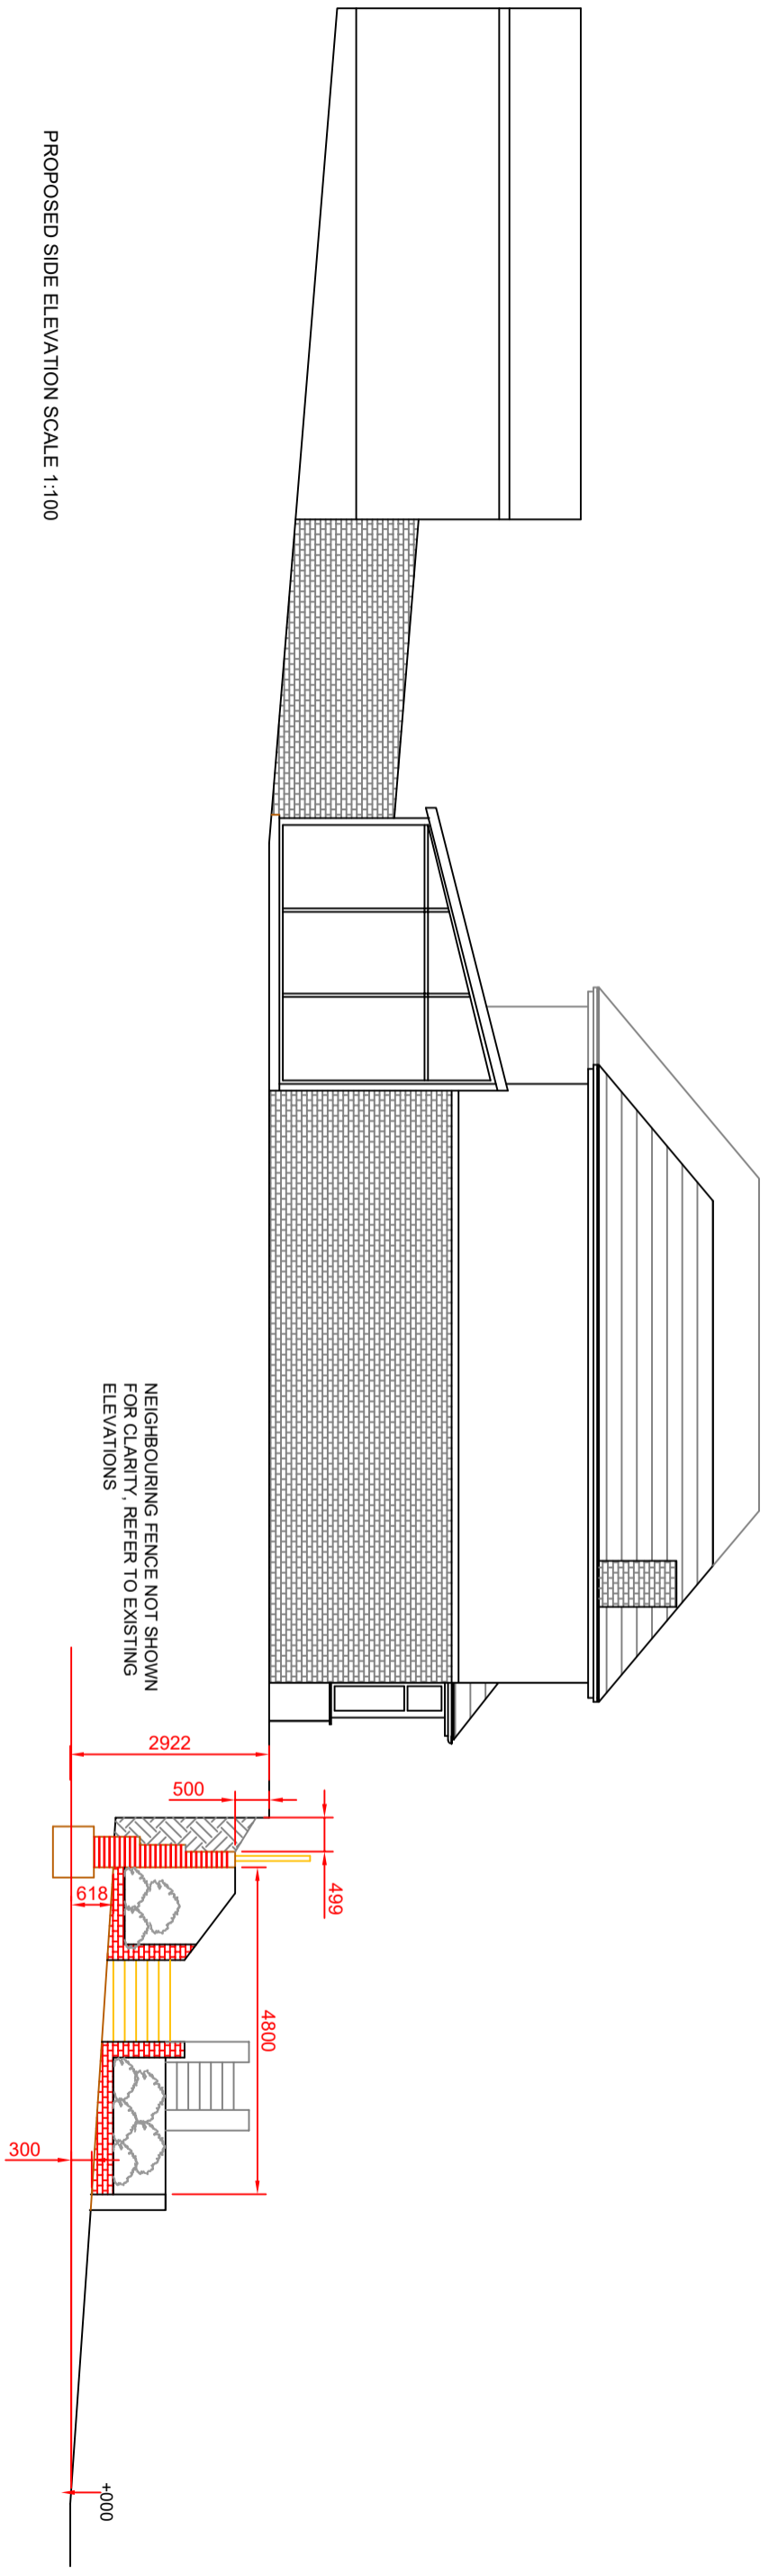 PROPOSED SIDE ELEVATION SCALE 1:100
NEIGHBOURING FENCE NOT SHOWN
FOR CLARITY , REFER TO EXISTING
ELEVATIONS
2922
500
499
618
4800
300
+000